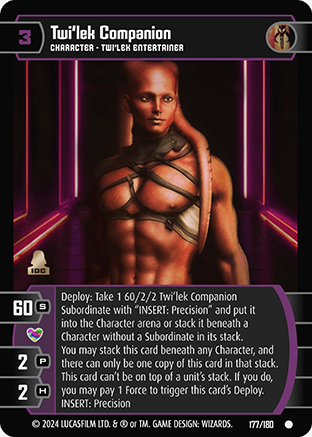 3
Twi'lek Companion
CHARACTER - TWI'LEK ENTERTAINER
IDC
60 S
2 P
2 H
Deploy: Take 1 60/2/2 Twi'lek Companion
Subordinate with "INSERT: Precision" and put it
into the Character arena or stack it beneath a
Character without a Subordinate in its stack.
You may stack this card beneath any Character, and
there can only be one copy of this card in that stack.
This card can't be on top of a unit's stack. If you do,
you may pay 1 Force to trigger this card's Deploy.
INSERT: Precision
© 2024 LUCASFILM LTD. & ® or TM. GAME DESIGN: WIZARDS.
177/180